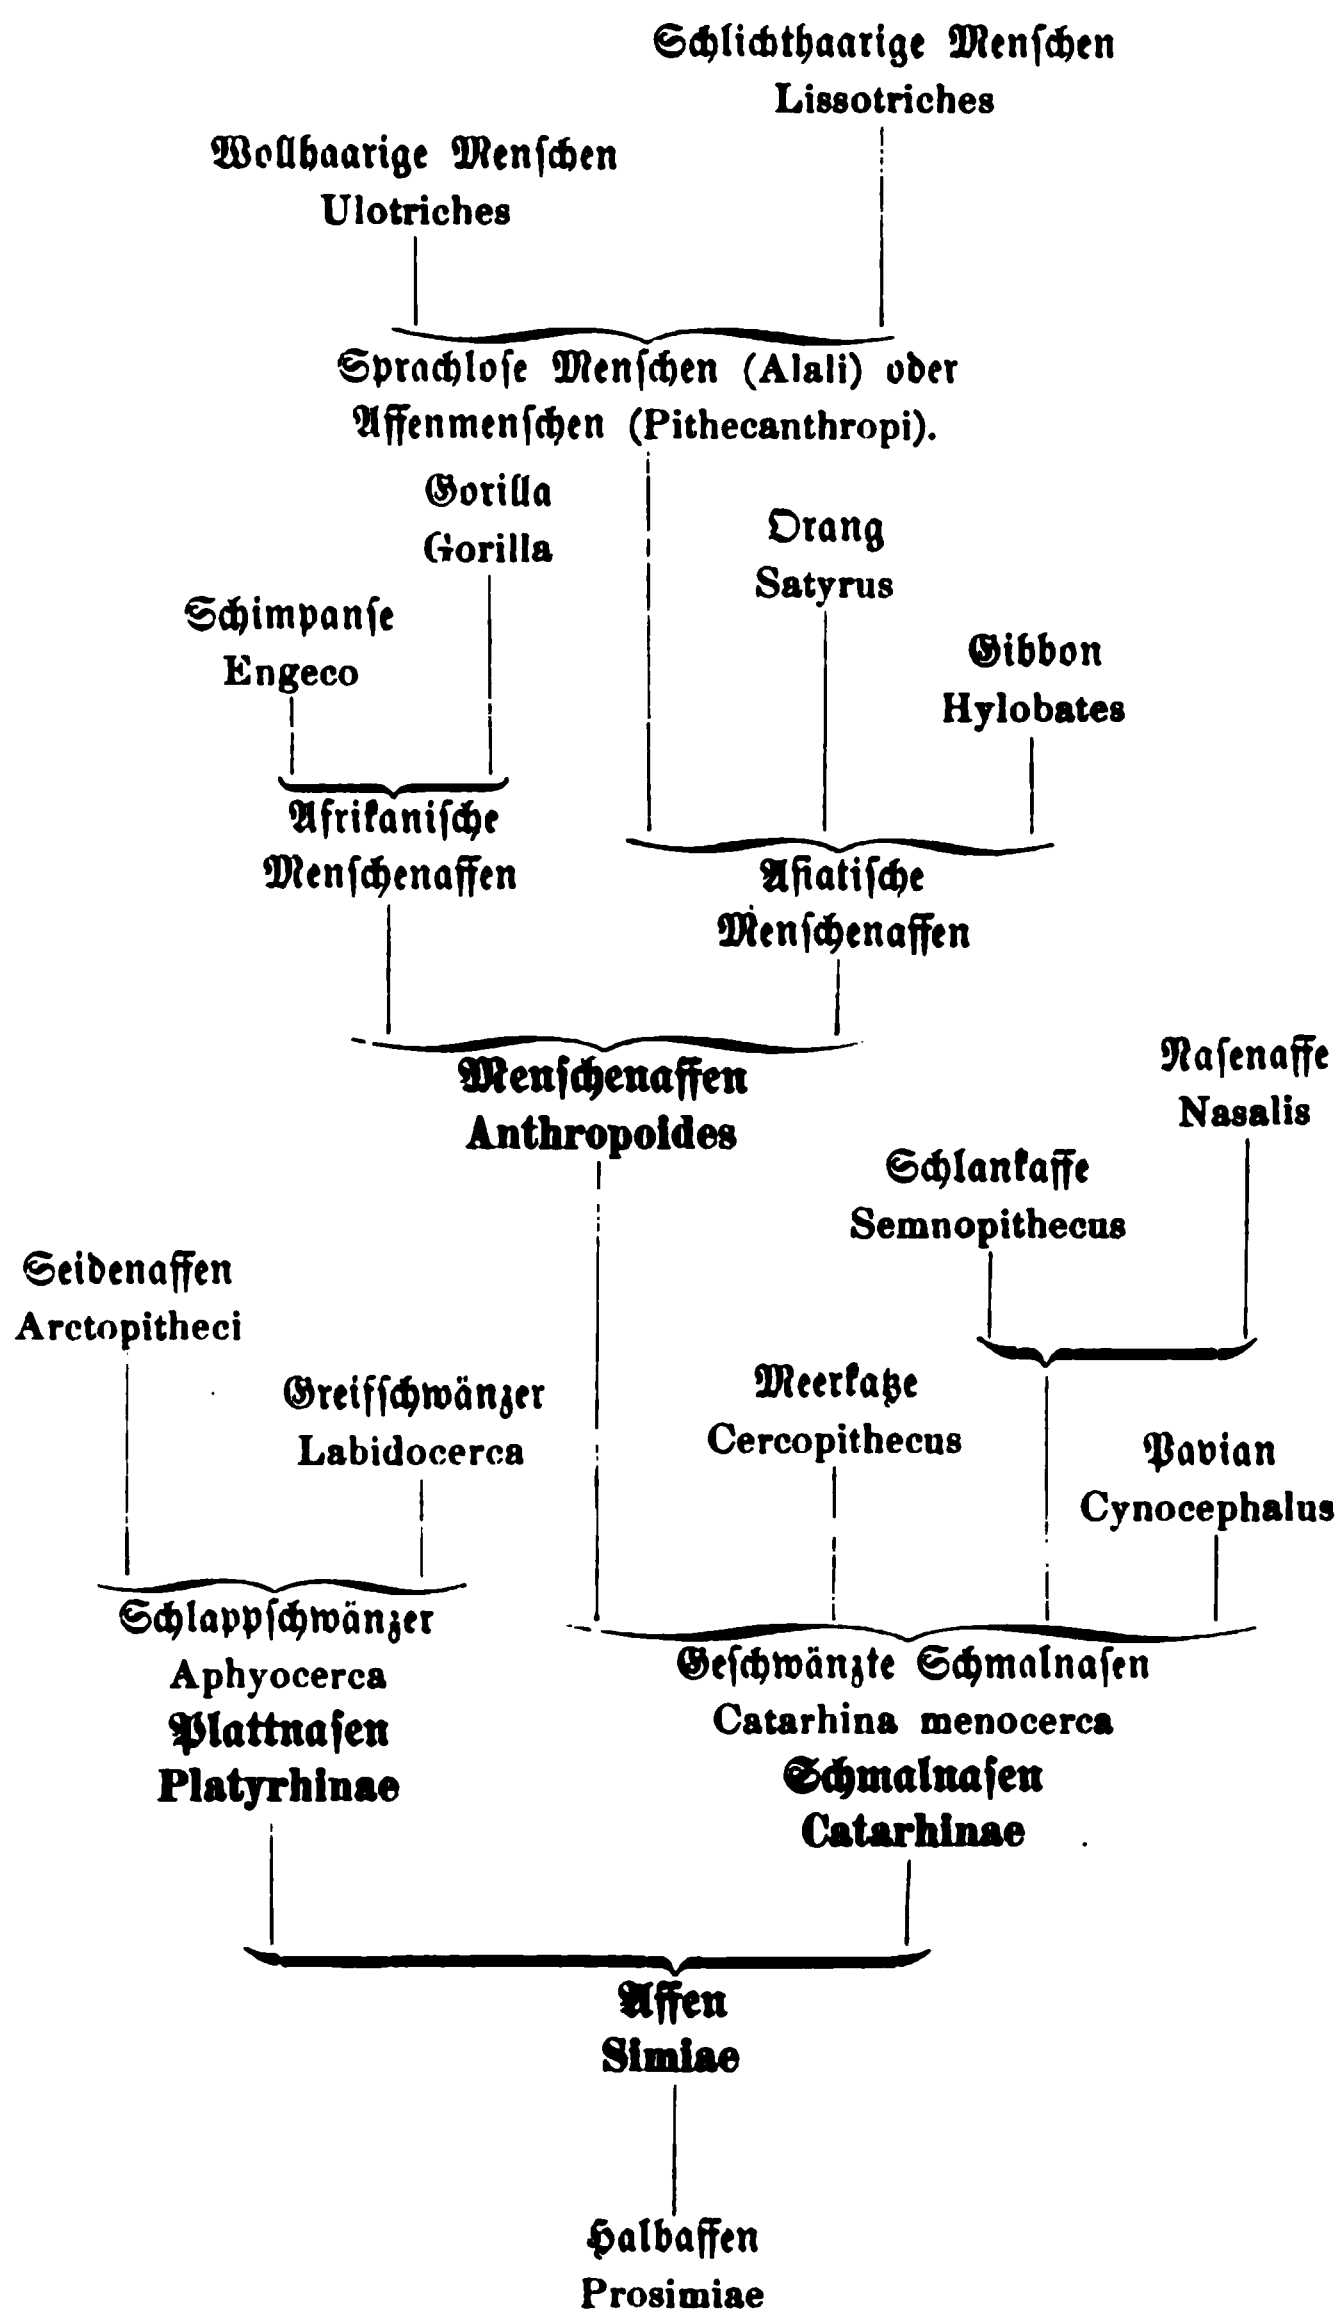 Schlichthaarige Menſchen
Lissotriches
Wollhaarige Menſchen
Ulotriches
Sprachloſe Menſchen (Alali) oder
Affenmenſchen (Pithecanthropi).
Gorilla
Gorilla
Orang
Satyrus
Schimpanſe
Engeco
Gibbon
Hylobates
Afrikaniſche
Menſchenaffen
Aſiatiſche
Menſchenaffen
Menſchenaffen
Anthropoides
Naſenaffe
Nasalis
Schlankaffe
Semnopithecus
Seidenaffen
Arctopitheci
Greifſchwänzer
Labidocerca
Meerkatze
Cercopithecus
Pavian
Cynocephalus
Schlappſchwänzer
Aphyocerca
Plattnaſen
Platyrhinae
Geſchwänzte Schmalnaſen
Catarhina menocerca
Schmalnaſen
Catarhinae
Affen
Simiae
Halbaffen
Prosimiae